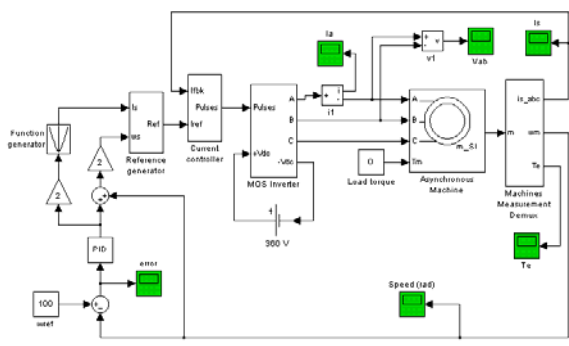 Is
Ia
+
-
v
v1
Vab
Is
Ifbk
Pulses
Iref
Current
controller
Pulses
A
B
C
+Vdc
-Vdc
MOS Inverter
+
i
-
i1
A
B
C
Tm
m_SI
Asynchronous
Machine
0
Load torque
m
is_abc
wm
Te
Machines
Measurement
Demux
Is
Ref
ws
Reference
generator
Function
generator
2
2
+
+
360 V
PID
error
100
wref
+
-
Speed (rad)
Te